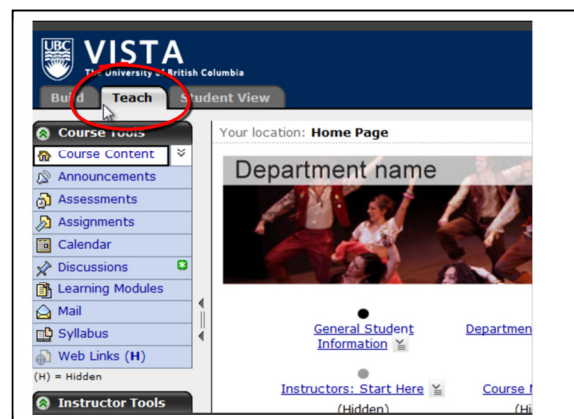 UBC
VISTA
The University of British Columbia
Build Teach Student View
Course Tools
Course Content
Announcements
Assessments
Assignments
Calendar
Discussions
Learning Modules
Mail
Syllabus
Web Links (H)
(H) = Hidden
Instructor Tools
Your location: Home Page
Department name
General Student
Information
Departmen
Instructors: Start Here
(Hidden)
Course
(Hi